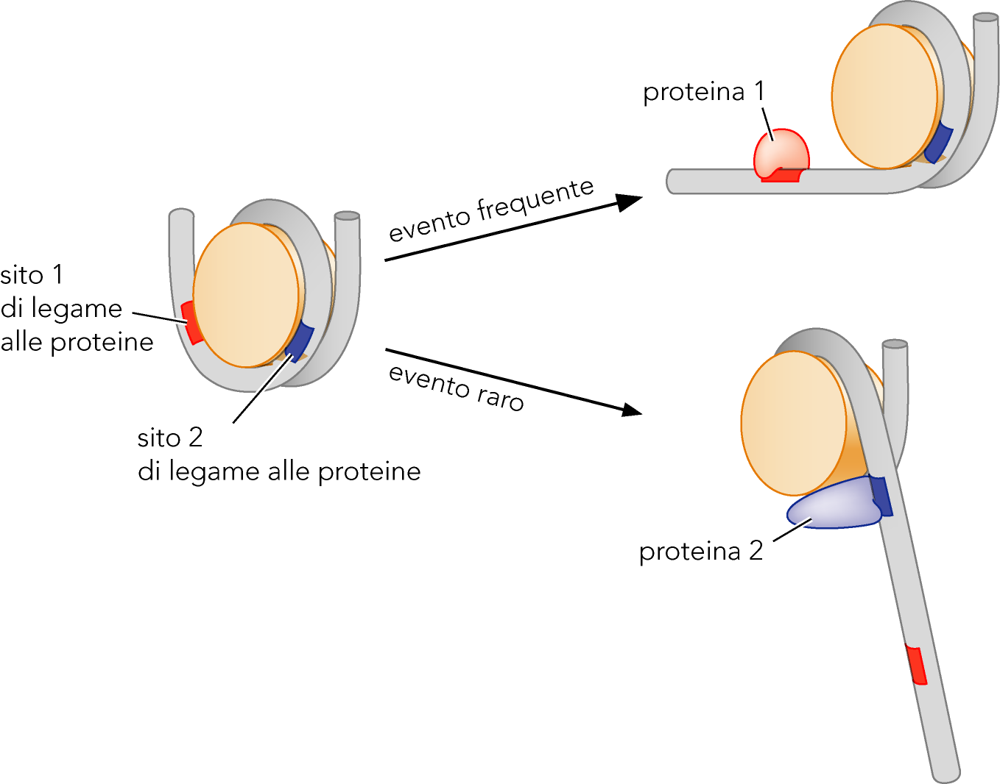 proteina 1
evento frequente
sito 1
di legame
alle proteine
evento raro
sito 2
di legame alle proteine
proteina 2